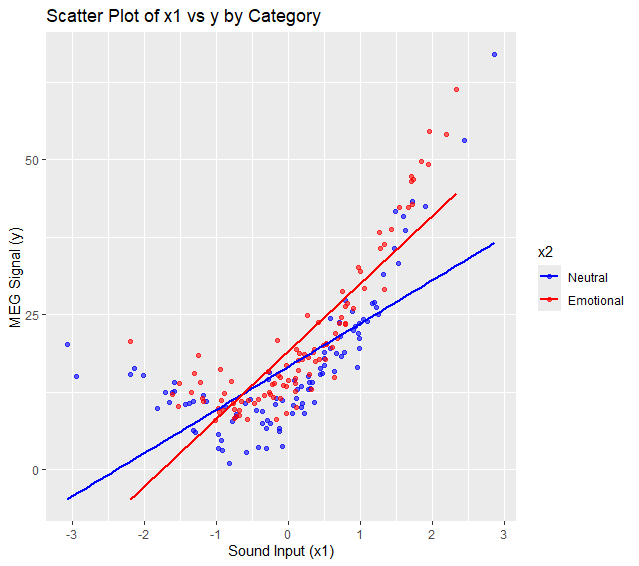 Scatter Plot of x1 vs y by Category
MEG Signal (y)
50
25
0
-3 -2 -1 0 1 2 3
Sound Input (x1)
x2
Neutral
Emotional